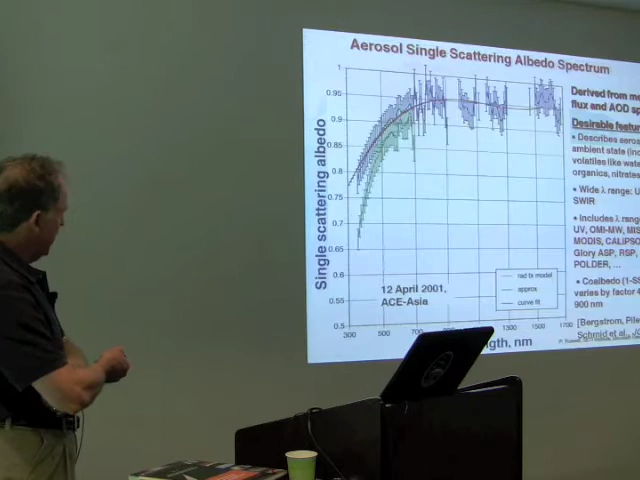 Aerosol Single Scattering Albedo Spectrum
1
0.95
0.9
0.85
0.8
0.75
0.7
0.65
0.6
0.55
0.5
Single scattering albedo
300
500
700
1300
1500
1700
ngth, nm
12 April 2001,
ACE-Asia
rad tx model
approx
curve fit
Derived from me
flux and AOD sp
Desirable featur
• Describes aeros
ambient state (inc
volatiles like wate
organics, nitrates
• Wide λ range: U
SWIR
• Includes λ range
UV, OMI-MW, MIS
MODIS, CALIPSO
Glory ASP, RSP,
POLDER, ...
• Coalbedo (1-SS
varies by factor 4
900 nm
[Bergstrom, Pile
Schmid et al., J